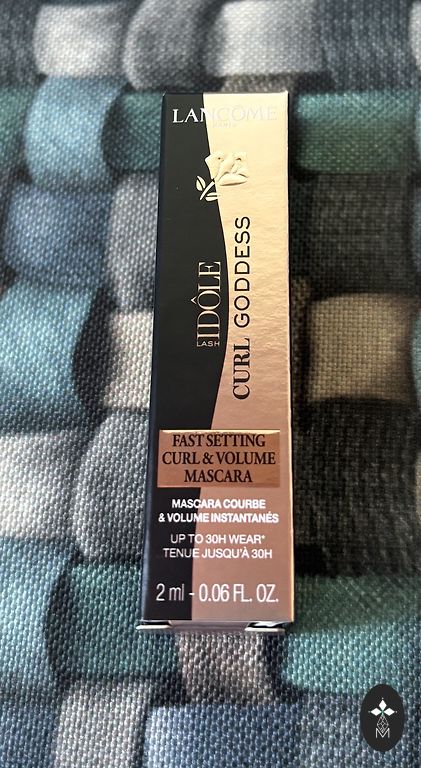 LANCÔME
PARIS
LASH IDÔLE
CURL GODDESS
FAST SETTING
CURL & VOLUME
MASCARA
MASCARA COURBE
& VOLUME INSTANTANÉS
UP TO 30H WEAR*
TENUE JUSQU'À 30H
2 ml - 0.06 FL. OZ.
M